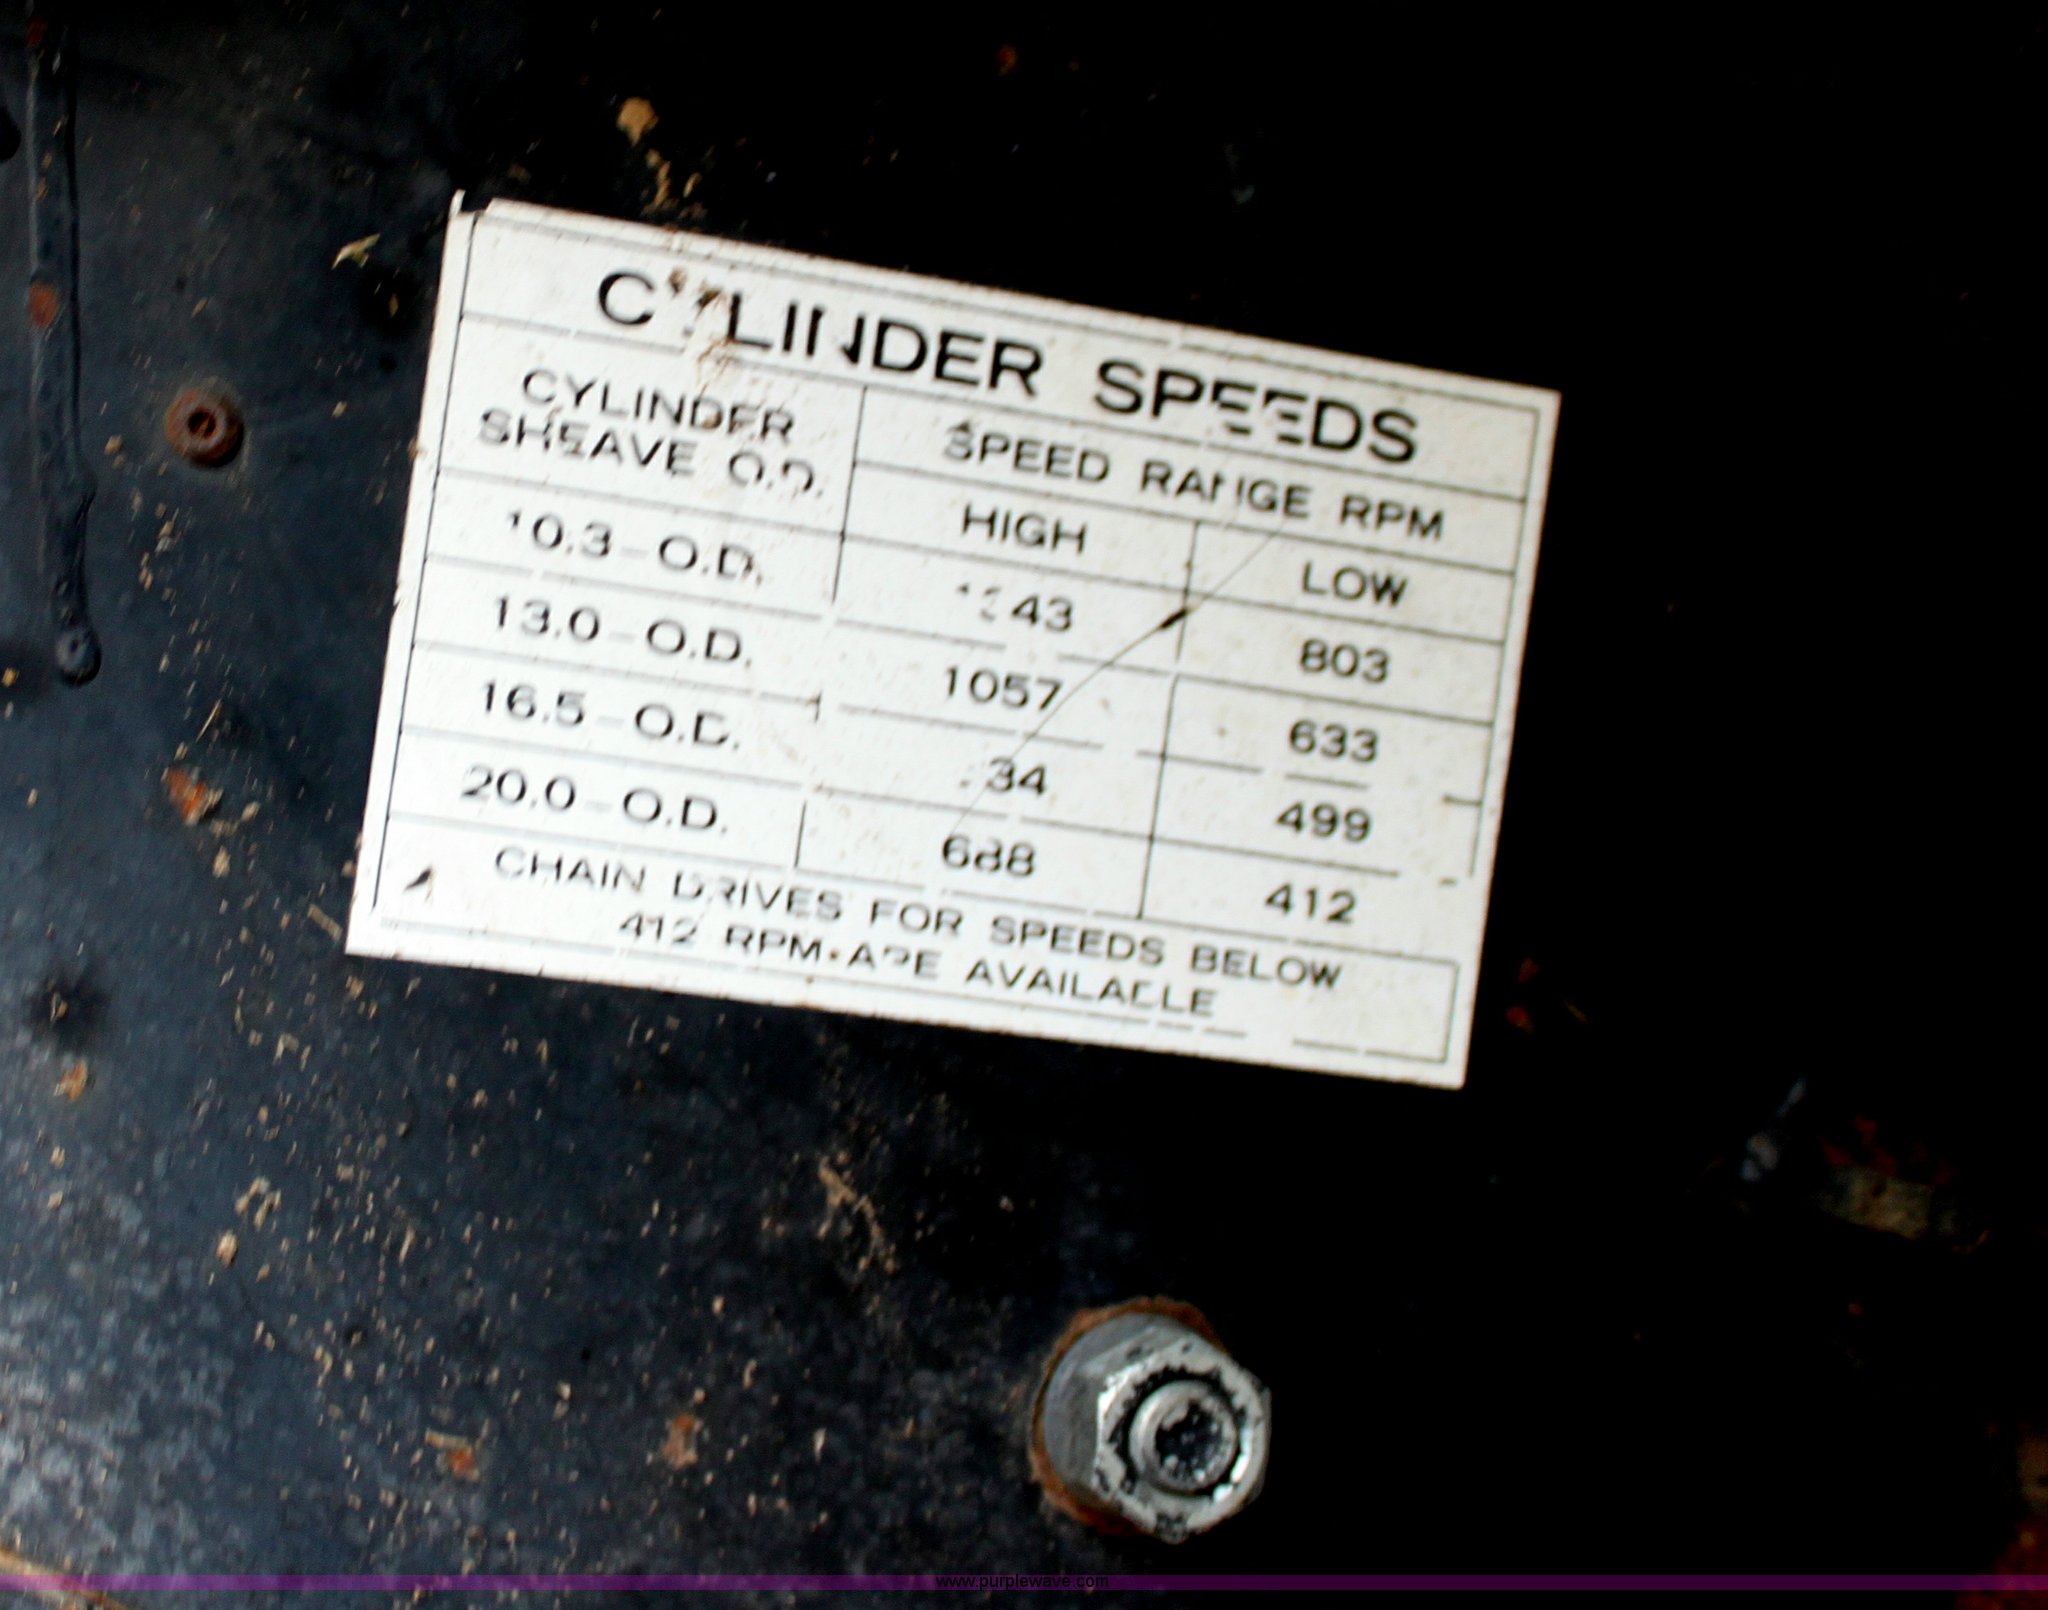 CYLINDER SPEEDS
CYLINDER
SHEAVE O.D.
SPEED RANGE RPM
HIGH LOW
10.3-O.D. 803
13.0-O.D. 1057 633
16.5-O.D. 499
20.0-O.D. 688 412
CHAIN DRIVES FOR SPEEDS BELOW
412 RPM ARE AVAILABLE
www.purplewave.com